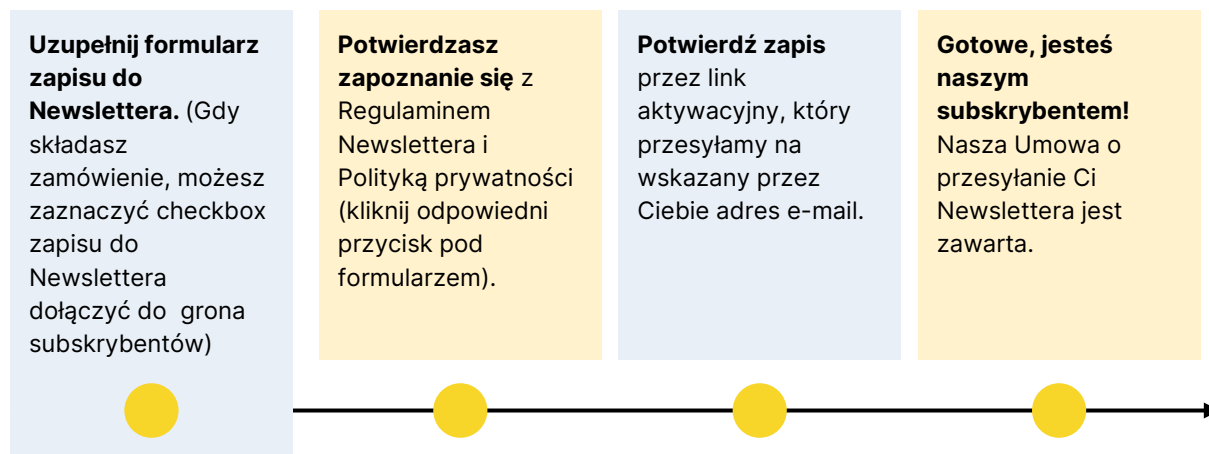 Uzupełnij formularz
zapisu do
Newslettera. (Gdy
składasz
zamówienie, możesz
zaznaczyć checkbox
zapisu do
Newslettera
dołączyć do  grona
subskrybentów)
Potwierdzasz
zapoznanie się z
Regulaminem
Newslettera i
Polityką prywatności
(kliknij odpowiedni
przycisk pod
formularzem).
Potwierdź zapis
przez link
aktywacyjny, który
przesyłamy na
wskazany przez
Ciebie adres e-mail.
Gotowe, jesteś
naszym
subskrybentem!
Nasza Umowa o
przesyłanie Ci
Newslettera jest
zawarta.